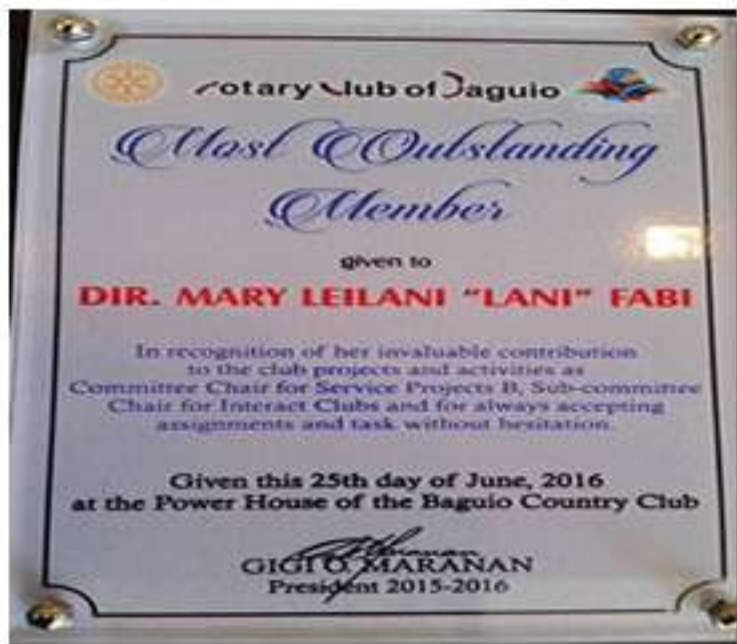 Rotary Club of Baguio
Most Outstanding
Member
given to
DIR. MARY LEILANI "LANI" FABI
In recognition of her invaluable contribution
to the club projects and activities as
Committee Chair for Service Projects B, Sub-committee
Chair for Interact Clubs and for always accepting
assignments and task without hesitation.
Given this 25th day of June, 2016
at the Power House of the Baguio Country Club
GIGI O. MARANAN
President 2015-2016